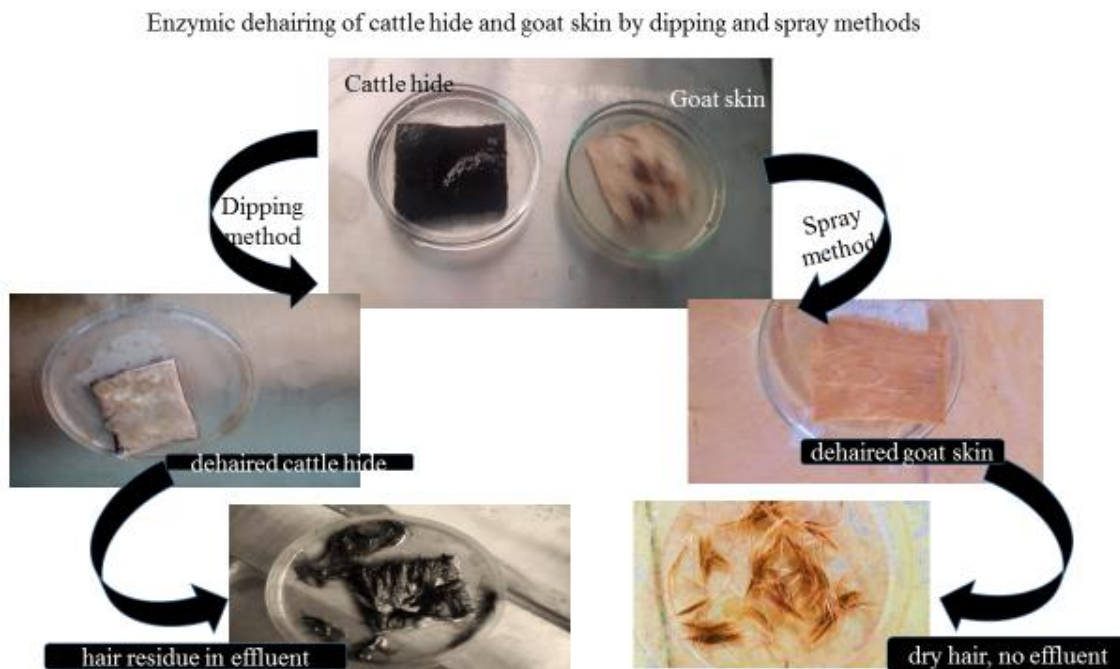 Enzymic dehairing of cattle hide and goat skin by dipping and spray methods
Cattle hide
Goat skin
Dipping
method
Spray
method
dehaired cattle hide
dehaired goat skin
hair residue in effluent
dry hair, no effluent